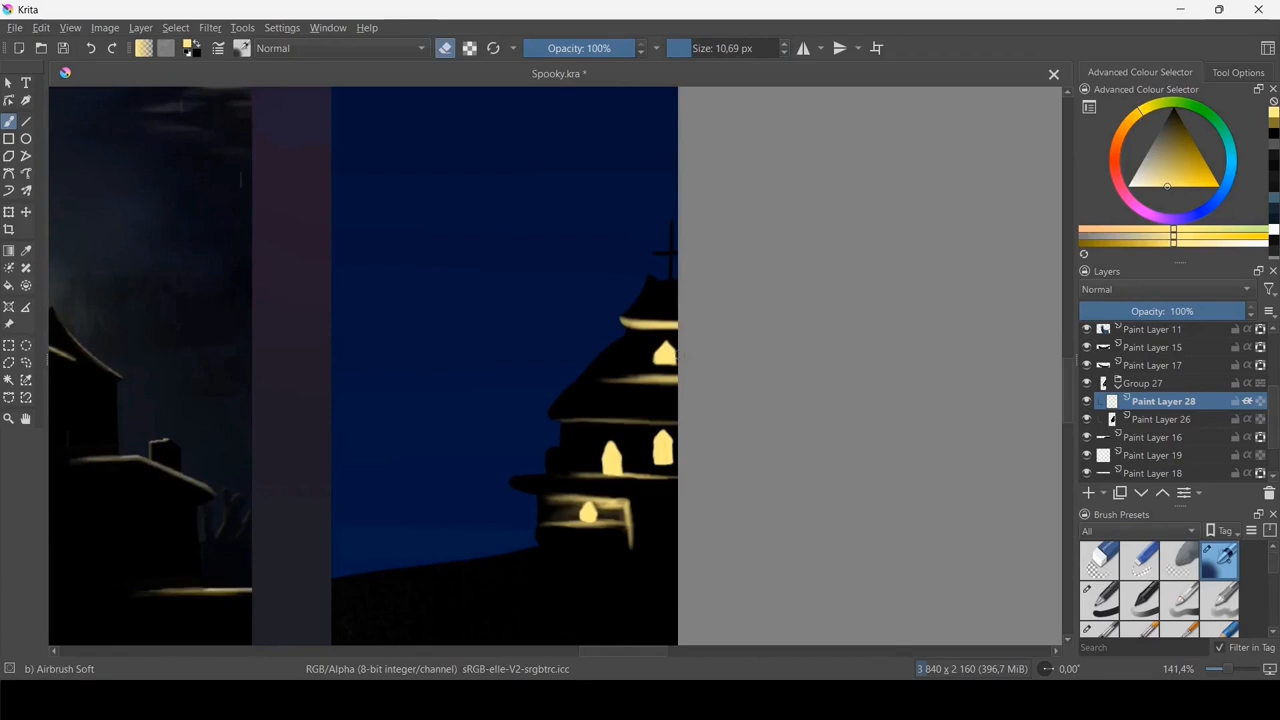 Krita
File Edit View Image Layer Select Filter Tools Settings Window Help
Normal Opacity: 100% Size: 10,69 px
Spooky.kra *
Advanced Colour Selector Tool Options
Advanced Colour Selector
Layers
Normal
Opacity: 100%
Paint Layer 11
Paint Layer 15
Paint Layer 17
Group 27
Paint Layer 28
Paint Layer 26
Paint Layer 16
Paint Layer 19
Paint Layer 18
Brush Presets
All Tag
Search Filter in Tag
b) Airbrush Soft RGB/Alpha (8-bit integer/channel) sRGB-elle-V2-srgbtrc.icc 3 840 x 2 160 (396,7 MiB) 0,00° 141,4%